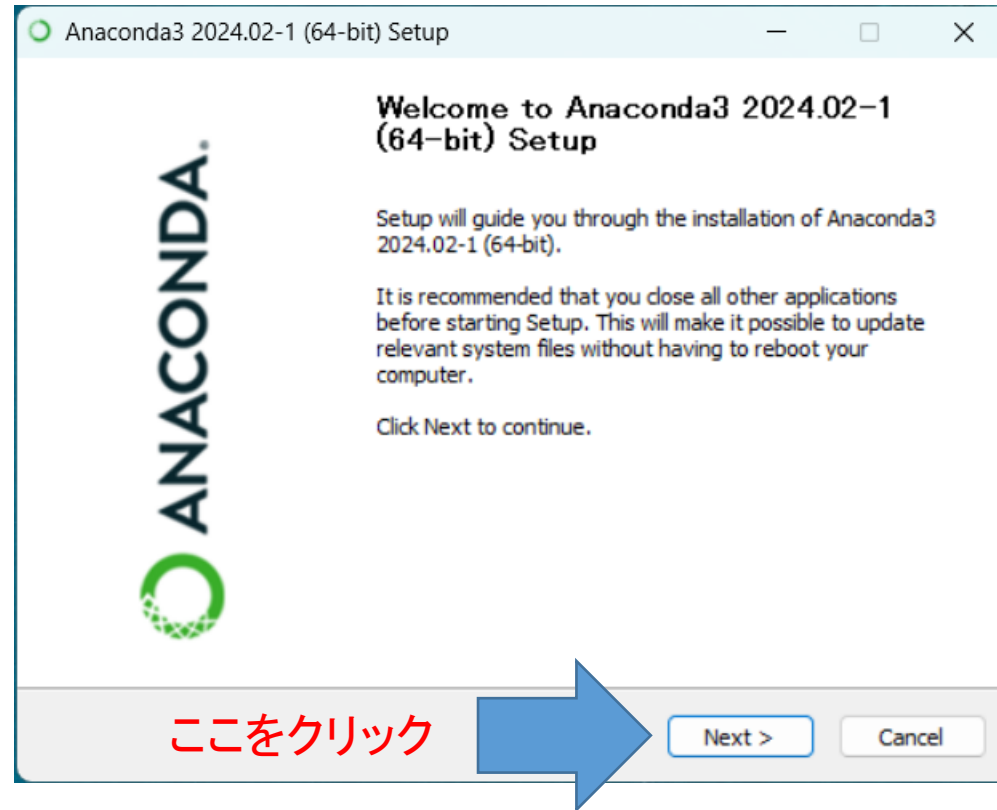 Anaconda3 2024.02-1 (64-bit) Setup
Welcome to Anaconda3 2024.02-1
(64-bit) Setup
ANACONDA.
Setup will guide you through the installation of Anaconda3
2024.02-1 (64-bit).
It is recommended that you close all other applications
before starting Setup. This will make it possible to update
relevant system files without having to reboot your
computer.
Click Next to continue.
ここをクリック
Next >
Cancel